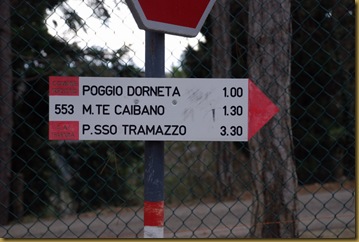 POGGIO DORNETA 1.00
553 M.TE CAIBANO 1.30
P.SSO TRAMAZZO 3.30